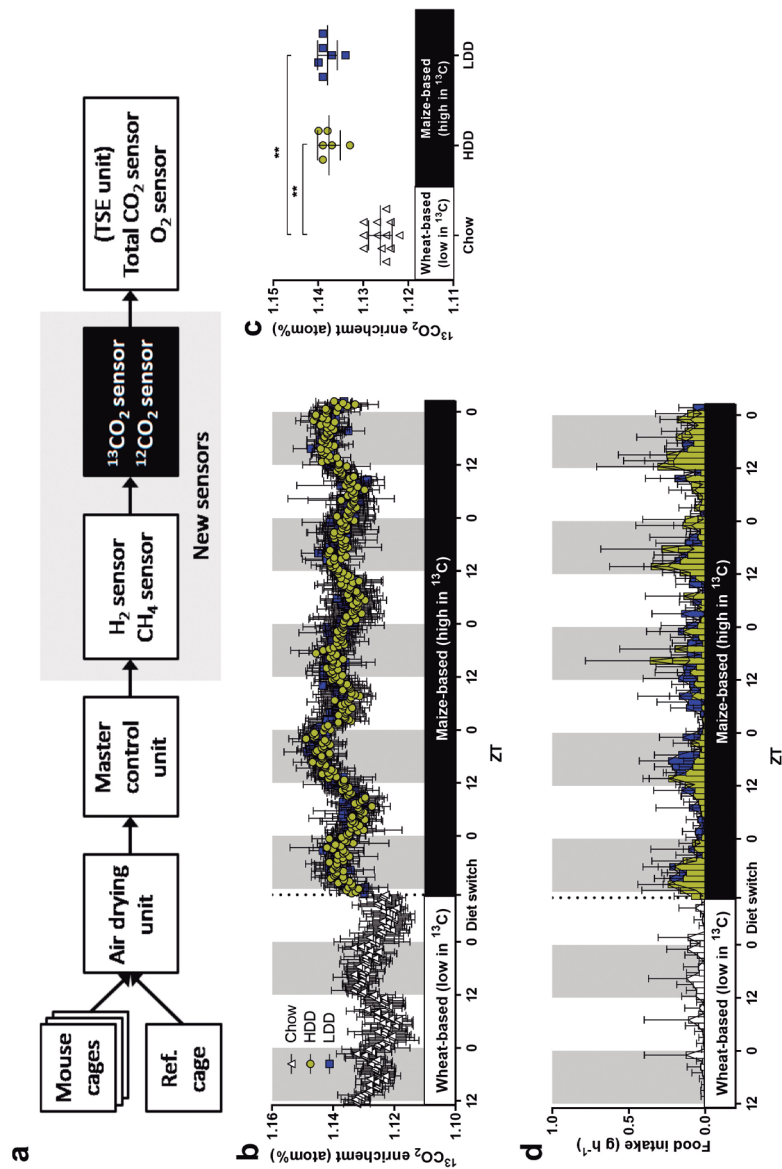 a
Mouse
cages
Ref.
cage
Air drying
unit
Master
control
unit
H2 sensor
CH4 sensor
13CO2 sensor
12CO2 sensor
New sensors
(TSE unit)
Total CO2 sensor
O2 sensor
b
13CO2 enrichemt (atom%)
1.16
1.14
1.12
1.10
Chow
HDD
LDD
Wheat-based (low in 13C)
Maize-based (high in 13C)
12 0 12 0 Diet switch 0 12 0 12 0 12 0 12 0
ZT
c
13CO2 enrichemt (atom%)
1.15
1.14
1.13
1.12
1.11
**
**
Wheat-based
(low in 13C)
Maize-based
(high in 13C)
Chow HDD LDD
d
Food intake (g h-1)
1.0
0.5
0.0
Wheat-based (low in 13C)
Maize-based (high in 13C)
12 0 12 0 Diet switch 0 12 0 12 0 12 0 12 0
ZT